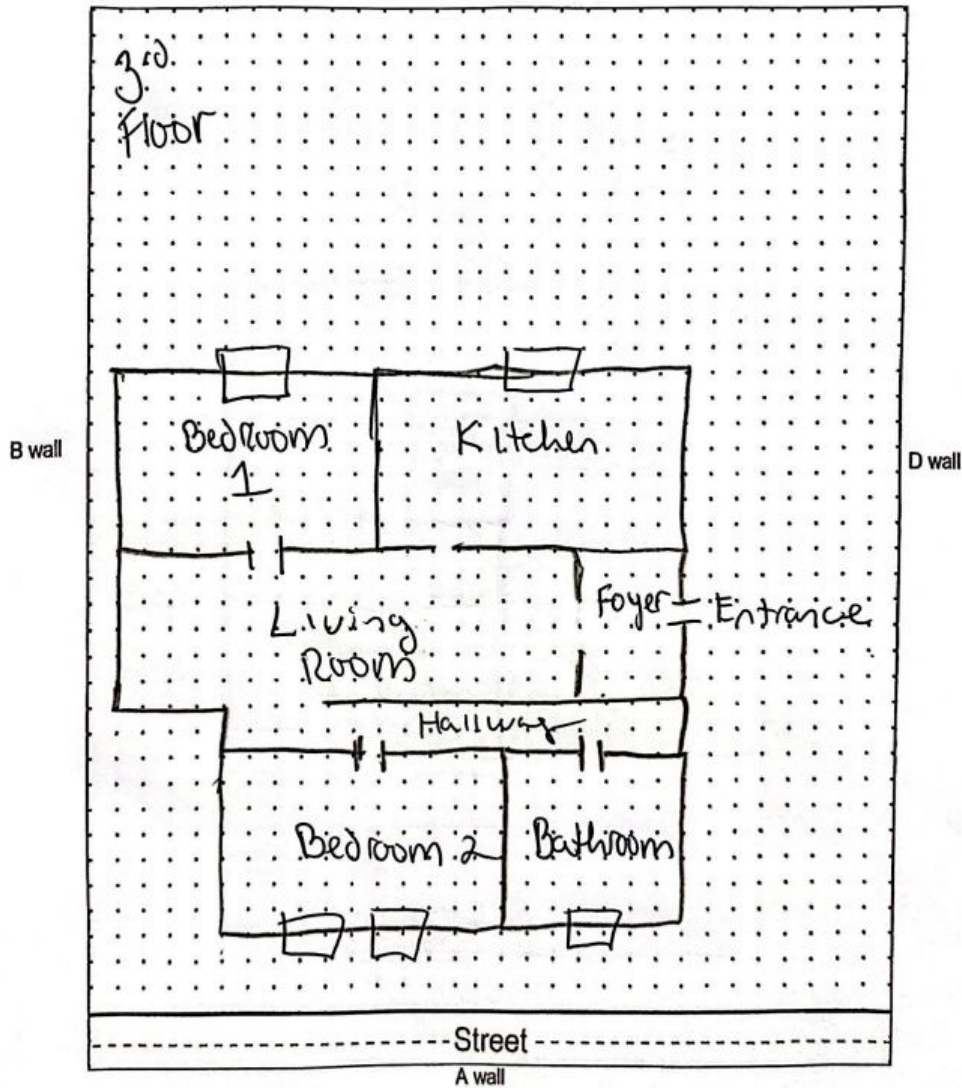 3rd
Floor
B wall
Bedroom
1
Kitchen
D wall
Living
Room
Foyer
Entrance
Hallway
Bedroom 2
Bathroom
Street
A wall